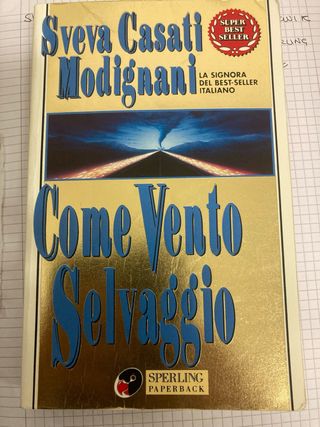 Sveva Casati
Modignani
SUPER
BEST
SELLER
LA SIGNORA
DEL BEST-SELLER
ITALIANO
Come Vento
Selvaggio
SPERLING
PAPERBACK